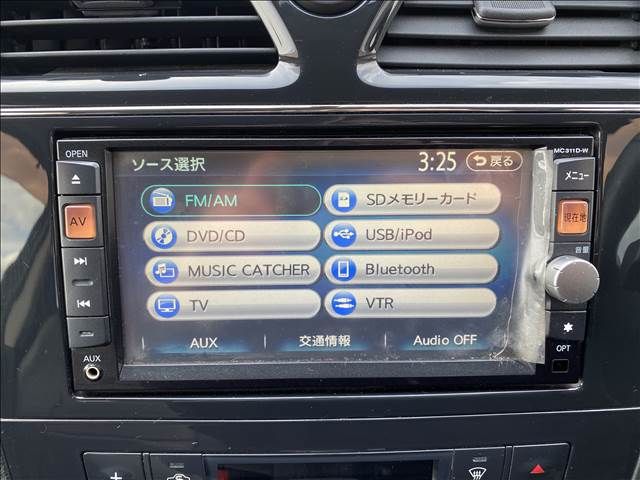 OPEN
MC311D-W
ソース選択
3:25
戻る
メニュー
FM/AM
SDメモリーカード
AV
現在地
DVD/CD
USB/iPod
音量
MUSIC CATCHER
Bluetooth
TV
VTR
AUX
交通情報
Audio OFF
AUX
OPT